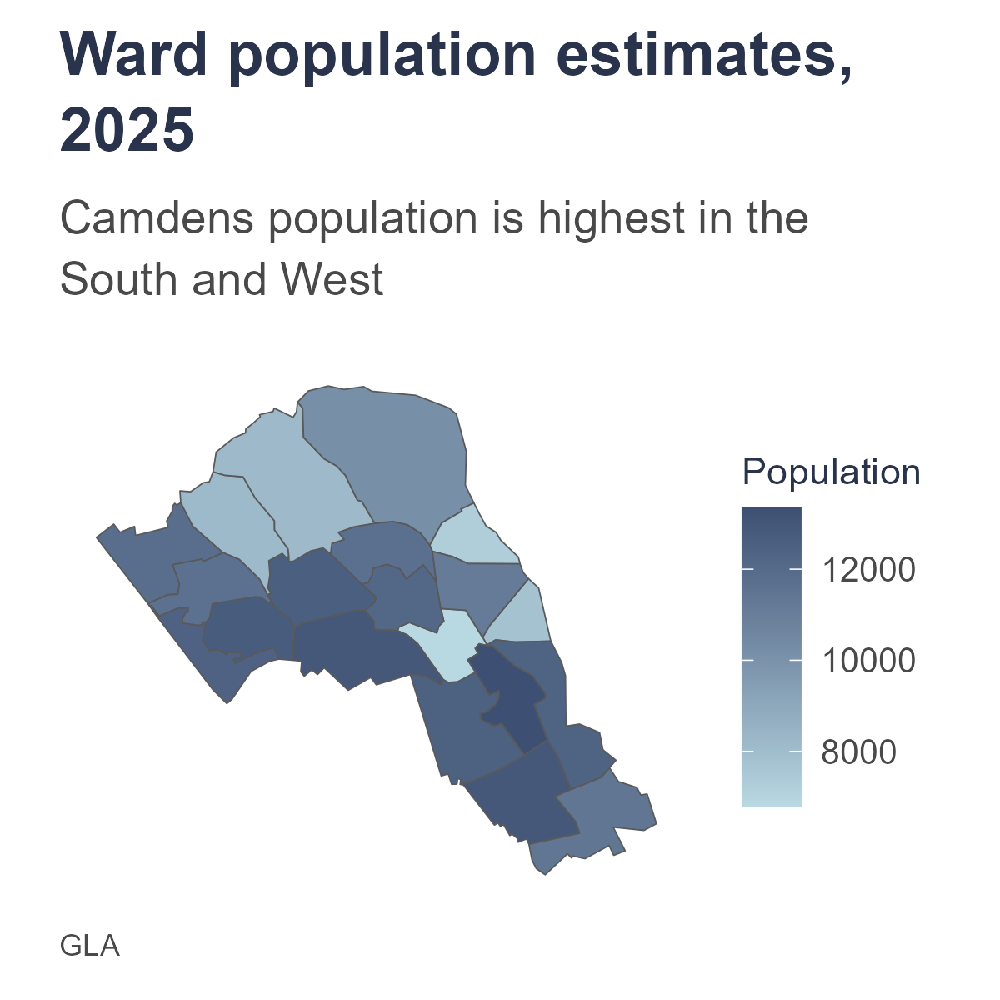 Ward population estimates,
2025
Camdens population is highest in the
South and West
Population
12000
10000
8000
GLA